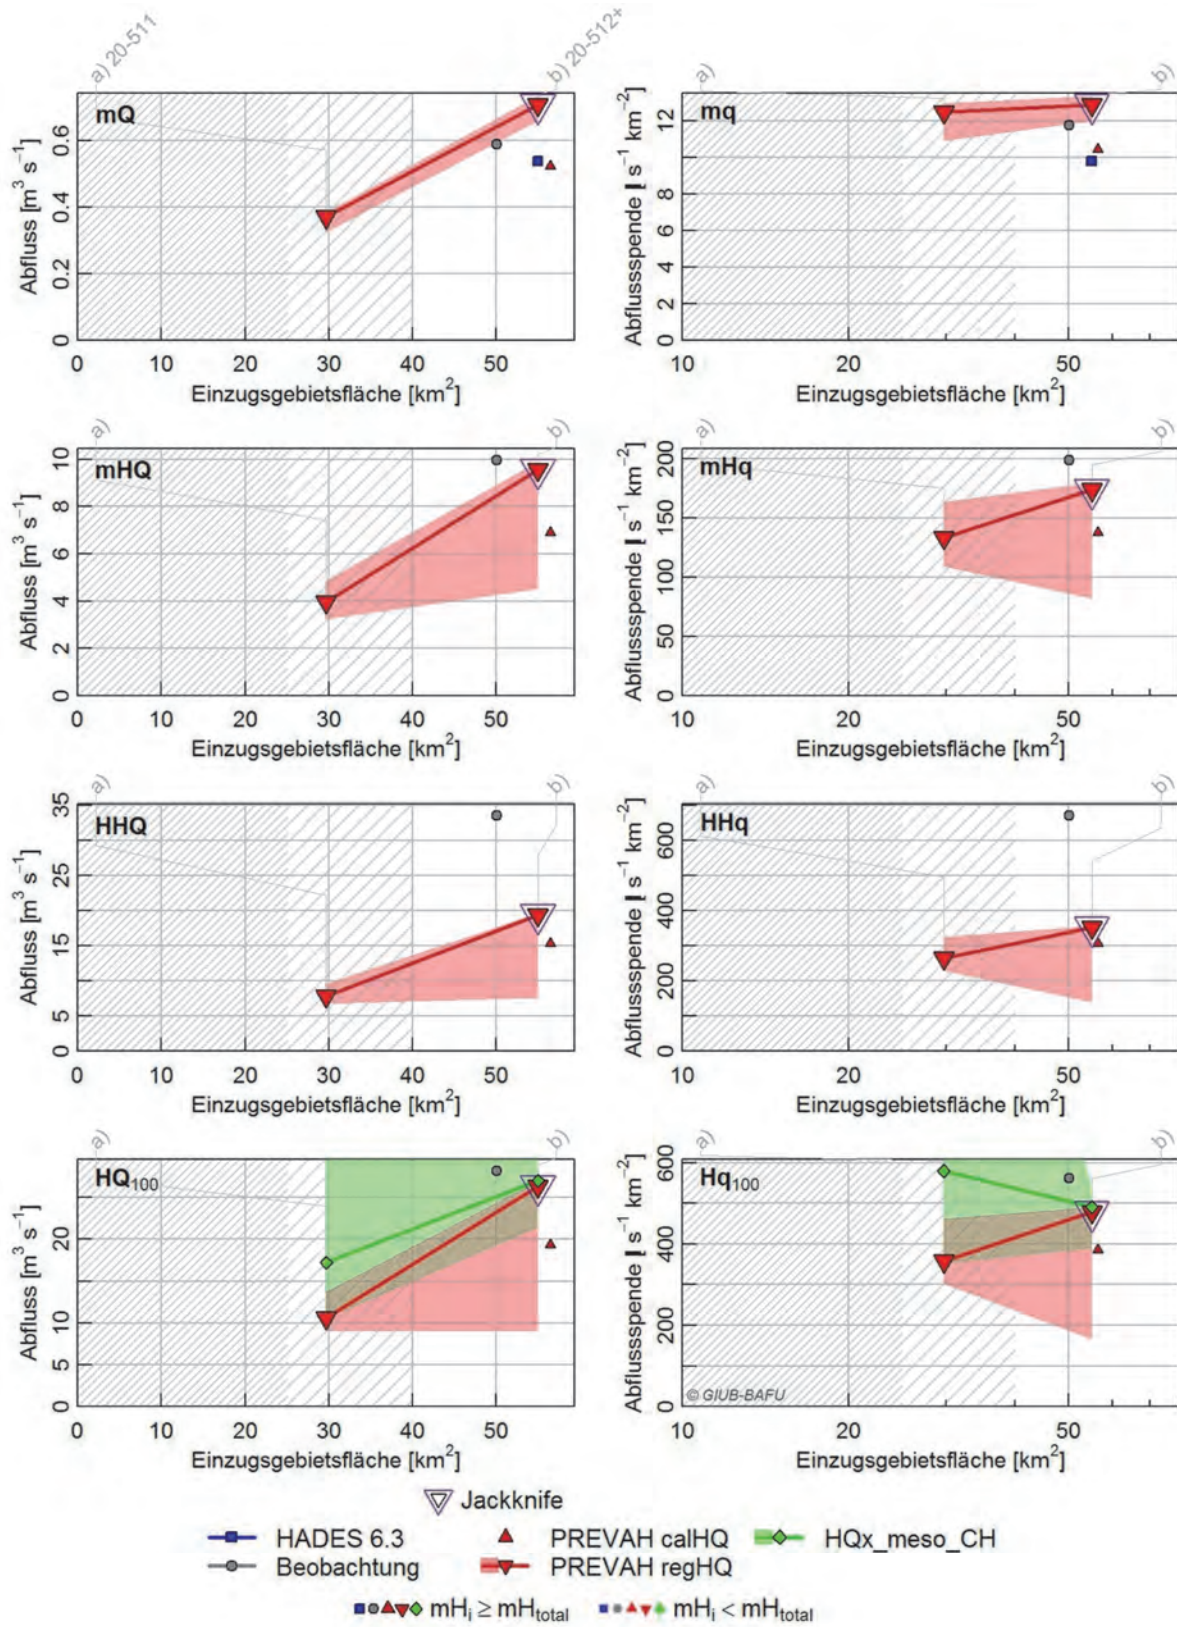 a) 20-511
b) 20-512+
mQ
Abfluss [m³ s⁻¹]
0 0.2 0.4 0.6
0 10 20 30 40 50
Einzugsgebietsfläche [km²]
a)
b)
mq
Abflussspende [l s⁻¹ km⁻²]
0 2 4 6 8 12
10 20 50
Einzugsgebietsfläche [km²]
a)
b)
mHQ
Abfluss [m³ s⁻¹]
0 2 4 6 8 10
0 10 20 30 40 50
Einzugsgebietsfläche [km²]
a)
b)
mHq
Abflussspende [l s⁻¹ km⁻²]
0 50 100 150 200
10 20 50
Einzugsgebietsfläche [km²]
a)
b)
HHQ
Abfluss [m³ s⁻¹]
0 5 15 25 35
0 10 20 30 40 50
Einzugsgebietsfläche [km²]
a)
b)
HHq
Abflussspende [l s⁻¹ km⁻²]
0 200 400 600
10 20 50
Einzugsgebietsfläche [km²]
a)
b)
HQ₁₀₀
Abfluss [m³ s⁻¹]
0 5 10 20
0 10 20 30 40 50
Einzugsgebietsfläche [km²]
a)
b)
Hq₁₀₀
Abflussspende [l s⁻¹ km⁻²]
0 200 400 600
© GIUB-BAFU
10 20 50
Einzugsgebietsfläche [km²]
Jackknife
HADES 6.3 PREVAH calHQ HQx_meso_CH
Beobachtung PREVAH regHQ
mHᵢ ≥ mH_total mHᵢ < mH_total